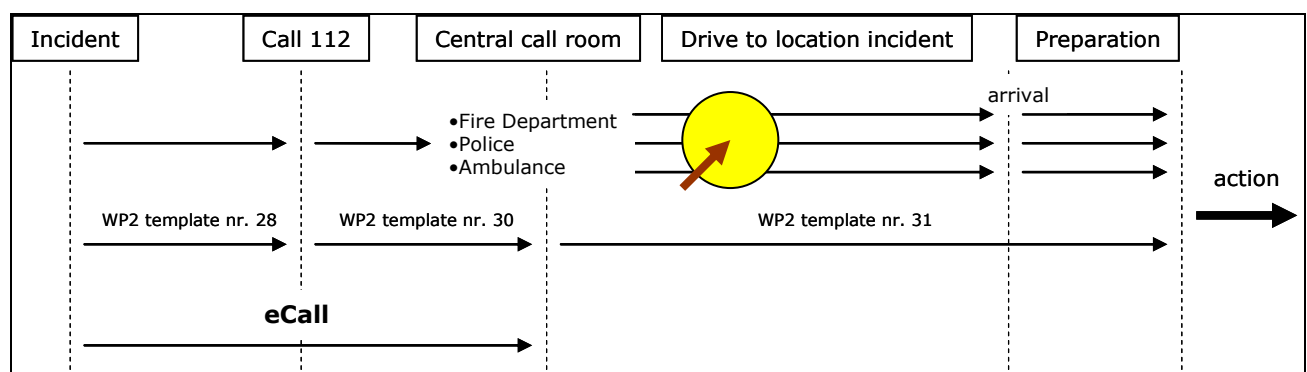 Incident
Call 112
Central call room
Drive to location incident
Preparation
arrival
•Fire Department
•Police
•Ambulance
action
WP2 template nr. 28
WP2 template nr. 30
WP2 template nr. 31
eCall